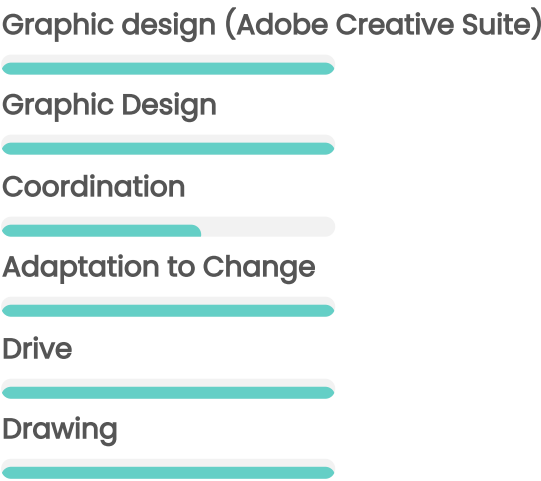 Graphic design (Adobe Creative Suite)
Graphic Design
Coordination
Adaptation to Change
Drive
Drawing